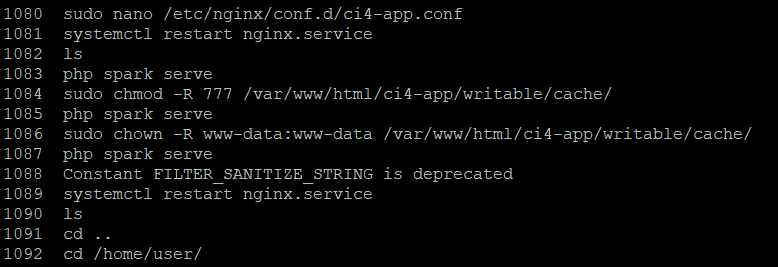 1080 sudo nano /etc/nginx/conf.d/ci4-app.conf
1081 systemctl restart nginx.service
1082 ls
1083 php spark serve
1084 sudo chmod -R 777 /var/www/html/ci4-app/writable/cache/
1085 php spark serve
1086 sudo chown -R www-data:www-data /var/www/html/ci4-app/writable/cache/
1087 php spark serve
1088 Constant FILTER_SANITIZE_STRING is deprecated
1089 systemctl restart nginx.service
1090 ls
1091 cd ..
1092 cd /home/user/